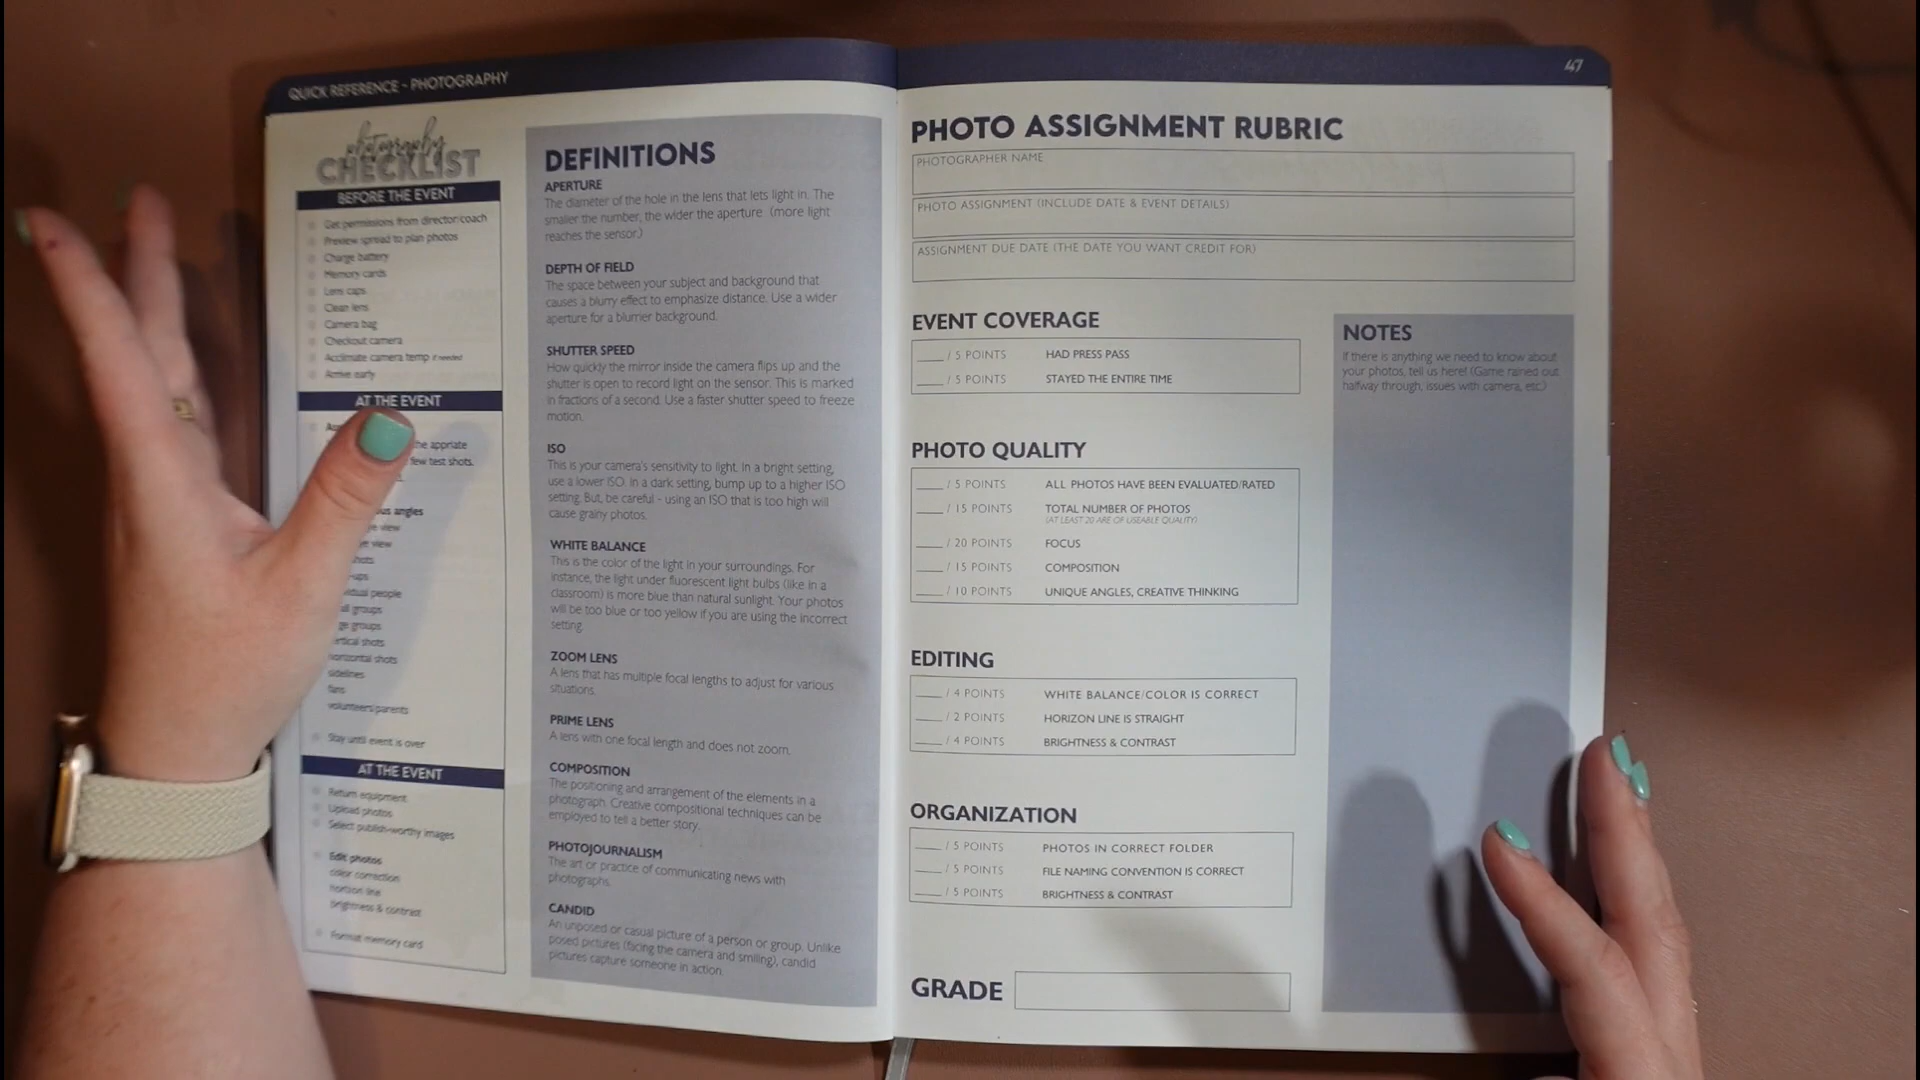 QUICK REFERENCE - PHOTOGRAPHY
photography
CHECKLIST
BEFORE THE EVENT
Get permissions from director/coach
Preview spread to plan photos
Charge battery
Memory cards
Lens caps
Clean lens
Camera bag
Checkout camera
Acclimate camera temp if needed
Arrive early
AT THE EVENT
the appriate
few test shots.
angles
view
view
people
groups
groups
shots
horizontal shots
sidelines
fans
volunteers/parents
Stay until event is over
AT THE EVENT
Return equipment
Upload photos
Select publish-worthy images
Edit photos
color correction
horizon line
Brightness & contrast
Format memory card
DEFINITIONS
APERTURE
The diameter of the hole in the lens that lets light in. The
smaller the number, the wider the aperture. (more light
reaches the sensor.)
DEPTH OF FIELD
The space between your subject and background that
causes a blurry effect to emphasize distance. Use a wider
aperture for a blurrier background.
SHUTTER SPEED
How quickly the mirror inside the camera flips up and the
shutter is open to record light on the sensor. This is marked
in fractions of a second. Use a faster shutter speed to freeze
motion.
ISO
This is your camera's sensitivity to light. In a bright setting,
use a lower ISO. In a dark setting, bump up to a higher ISO
setting. But, be careful - using an ISO that is too high will
cause grainy photos.
WHITE BALANCE
This is the color of the light in your surroundings. For
instance, the light under fluorescent light bulbs (like in a
classroom) is more blue than natural sunlight. Your photos
will be too blue or too yellow if you are using the incorrect
setting.
ZOOM LENS
A lens that has multiple focal lengths to adjust for various
situations.
PRIME LENS
A lens with one focal length and does not zoom.
COMPOSITION
The positioning and arrangement of the elements in a
photograph. Creative compositional techniques can be
employed to tell a better story.
PHOTOJOURNALISM
The art or practice of communicating news with
photographs.
CANDID
An unposed or casual picture of a person or group. Unlike
posed pictures (facing the camera and smiling), candid
pictures capture someone in action.
47
PHOTO ASSIGNMENT RUBRIC
PHOTOGRAPHER NAME
PHOTO ASSIGNMENT (INCLUDE DATE & EVENT DETAILS)
ASSIGNMENT DUE DATE (THE DATE YOU WANT CREDIT FOR)
EVENT COVERAGE
___ / 5 POINTS HAD PRESS PASS
___ / 5 POINTS STAYED THE ENTIRE TIME
PHOTO QUALITY
___ / 5 POINTS ALL PHOTOS HAVE BEEN EVALUATED/RATED
___ / 15 POINTS TOTAL NUMBER OF PHOTOS
(AT LEAST 20 ARE OF USEABLE QUALITY)
___ / 20 POINTS FOCUS
___ / 15 POINTS COMPOSITION
___ / 10 POINTS UNIQUE ANGLES, CREATIVE THINKING
EDITING
___ / 4 POINTS WHITE BALANCE/COLOR IS CORRECT
___ / 2 POINTS HORIZON LINE IS STRAIGHT
___ / 4 POINTS BRIGHTNESS & CONTRAST
ORGANIZATION
___ / 5 POINTS PHOTOS IN CORRECT FOLDER
___ / 5 POINTS FILE NAMING CONVENTION IS CORRECT
___ / 5 POINTS BRIGHTNESS & CONTRAST
GRADE
NOTES
If there is anything we need to know about
your photos, tell us here! (Game rained out
halfway through, issues with camera, etc.)